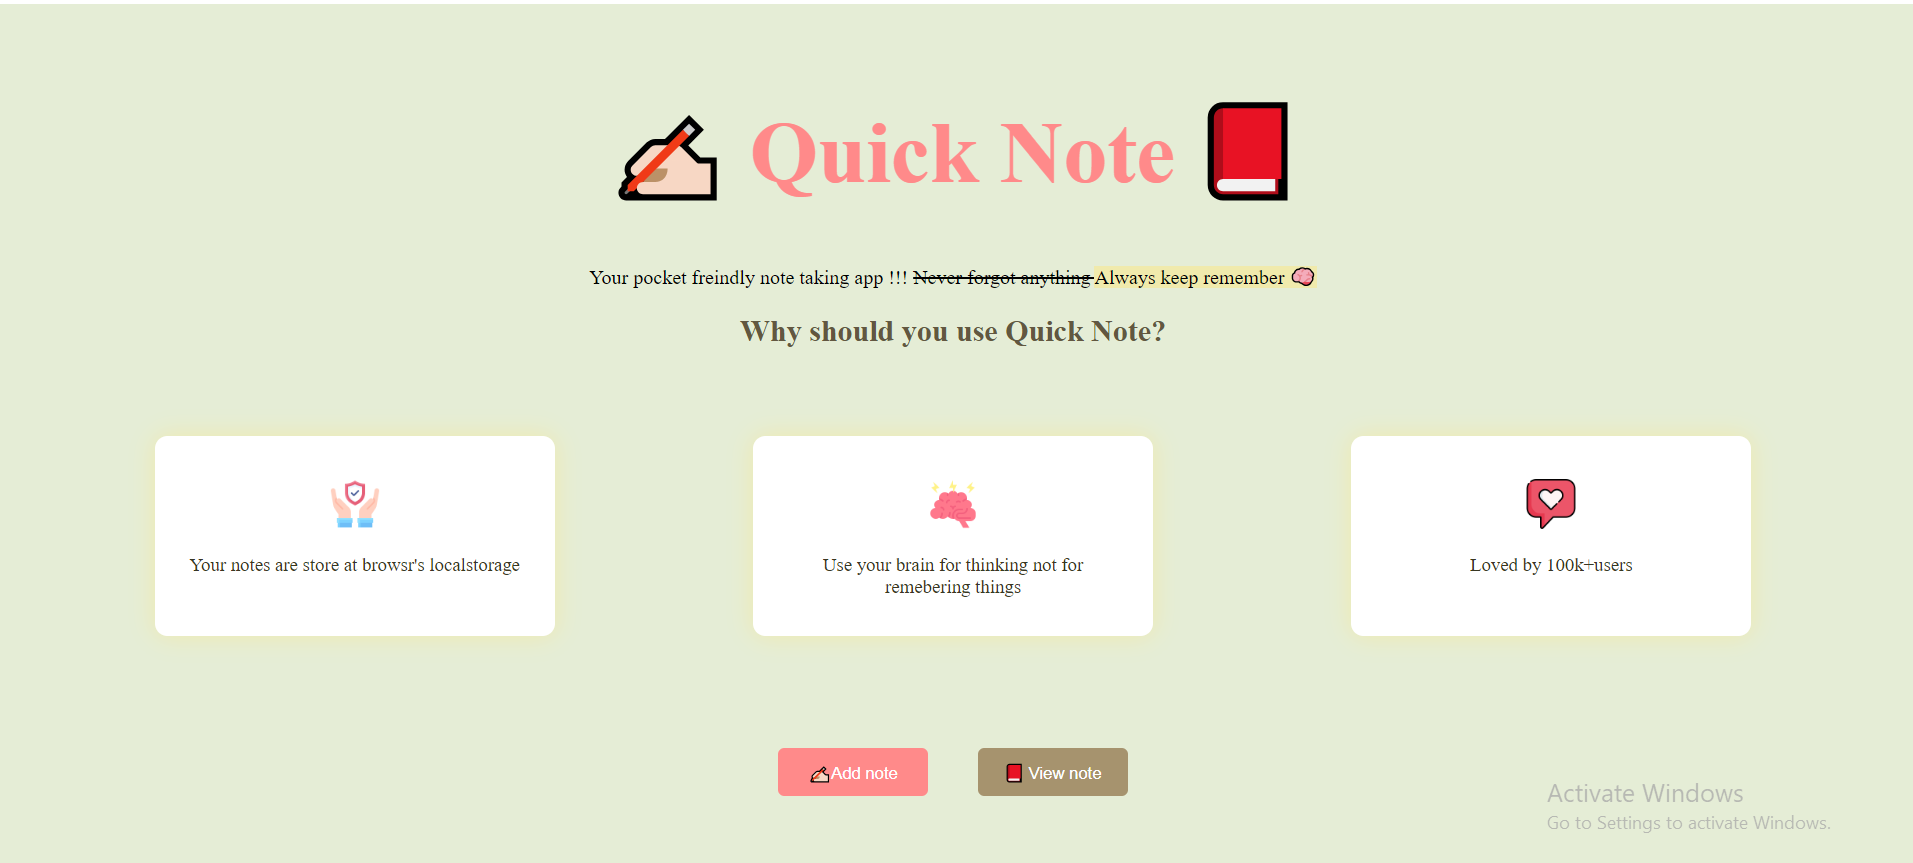 Quick Note
Your pocket freindly note taking app !!! Never forgot anything Always keep remember
Why should you use Quick Note?
Your notes are store at browsr's localstorage
Use your brain for thinking not for
remebering things
Loved by 100k+users
Add note
View note
Activate Windows
Go to Settings to activate Windows.